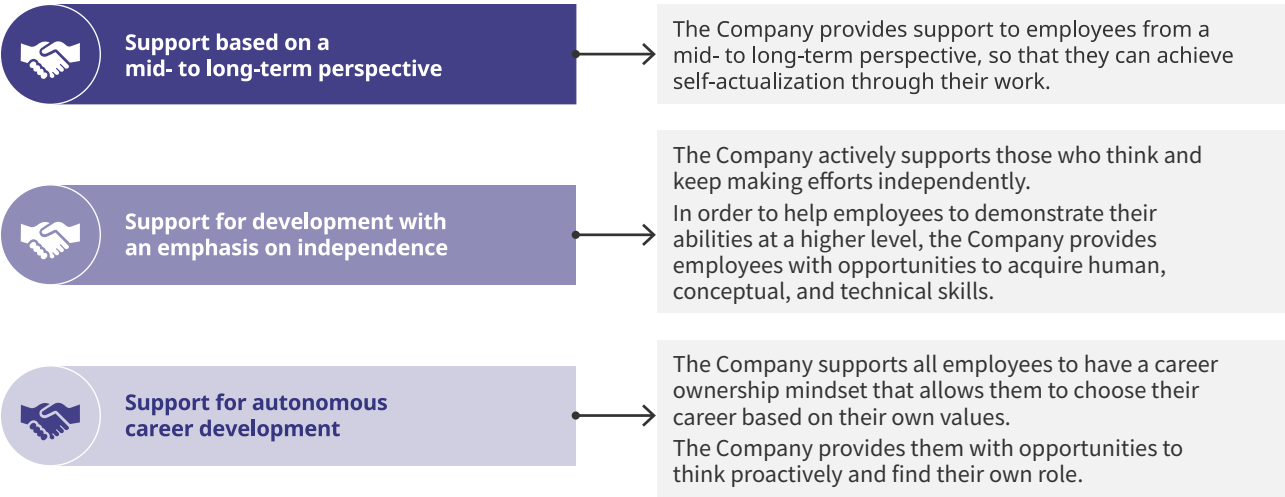 Support based on a
mid- to long-term perspective
The Company provides support to employees from a
mid- to long-term perspective, so that they can achieve
self-actualization through their work.
Support for development with
an emphasis on independence
The Company actively supports those who think and
keep making efforts independently.
In order to help employees to demonstrate their
abilities at a higher level, the Company provides
employees with opportunities to acquire human,
conceptual, and technical skills.
Support for autonomous
career development
The Company supports all employees to have a career
ownership mindset that allows them to choose their
career based on their own values.
The Company provides them with opportunities to
think proactively and find their own role.